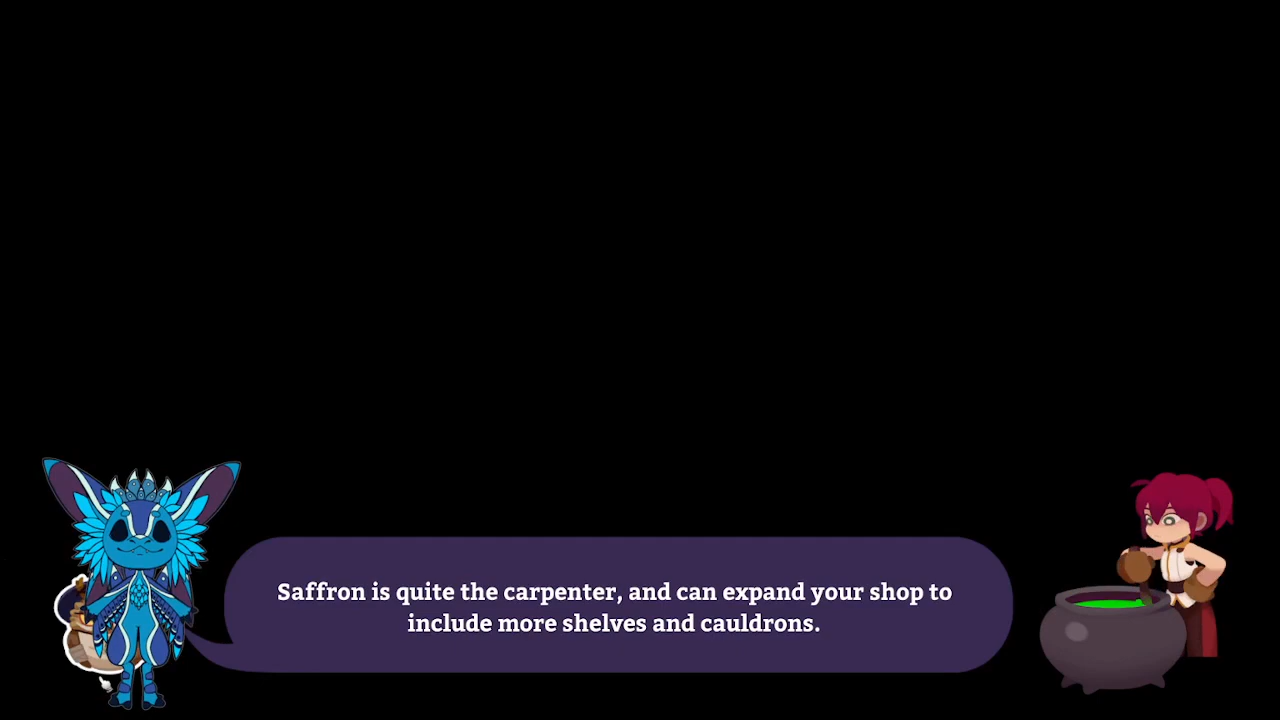 Saffron is quite the carpenter, and can expand your shop to
include more shelves and cauldrons.